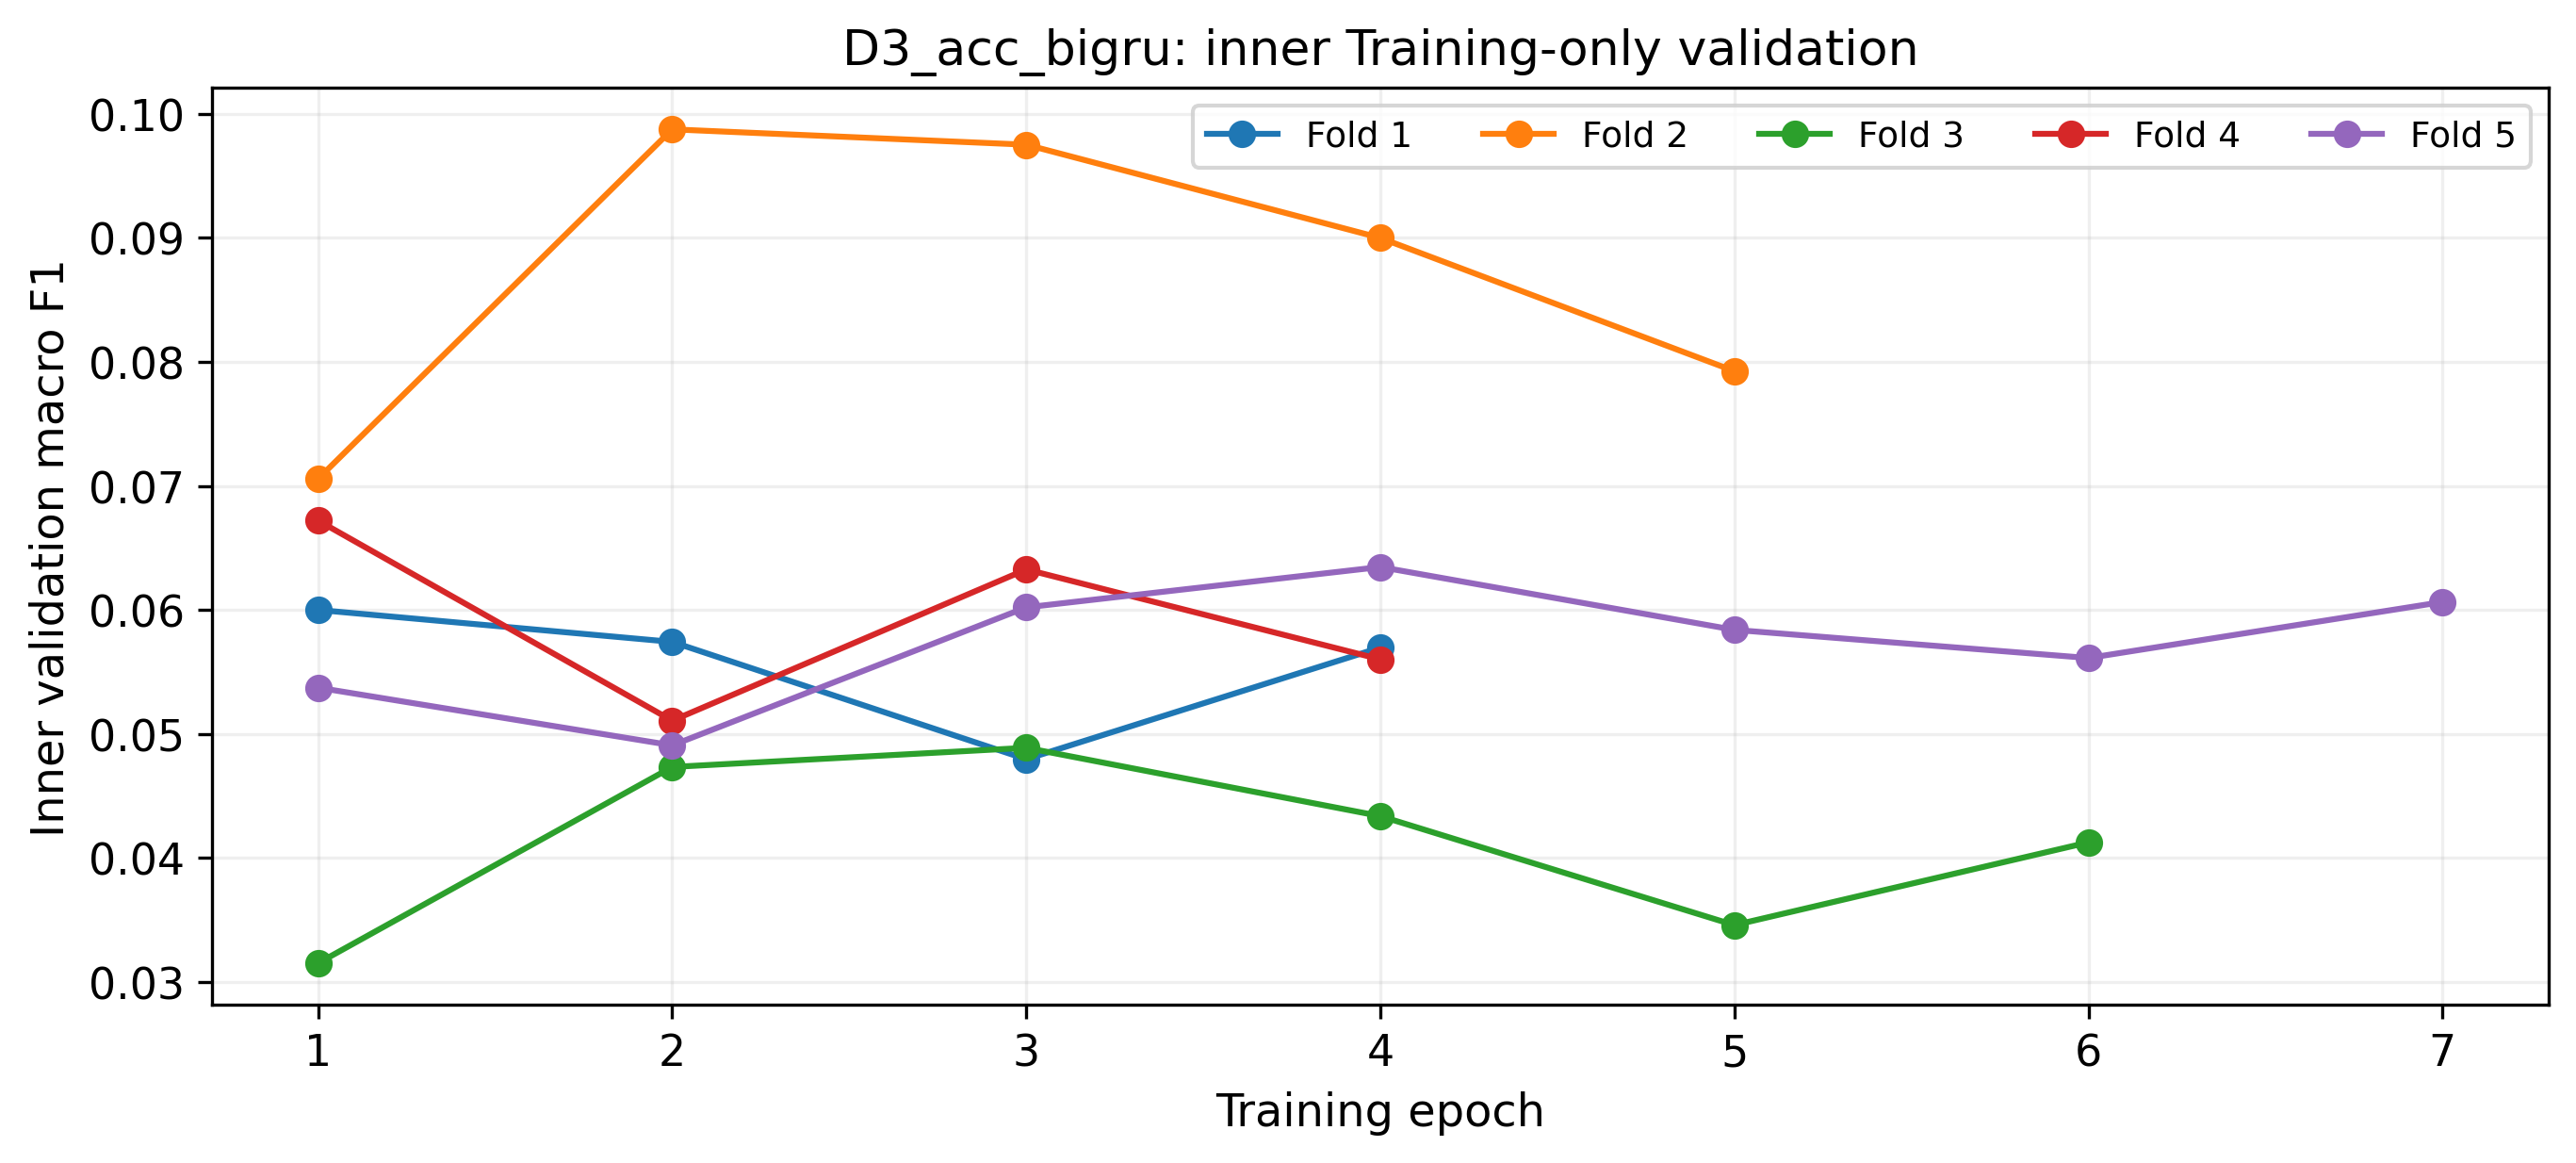 D3_acc_bigru: inner Training-only validation
Fold 1 Fold 2 Fold 3 Fold 4 Fold 5
Inner validation macro F1
0.10
0.09
0.08
0.07
0.06
0.05
0.04
0.03
1 2 3 4 5 6 7
Training epoch